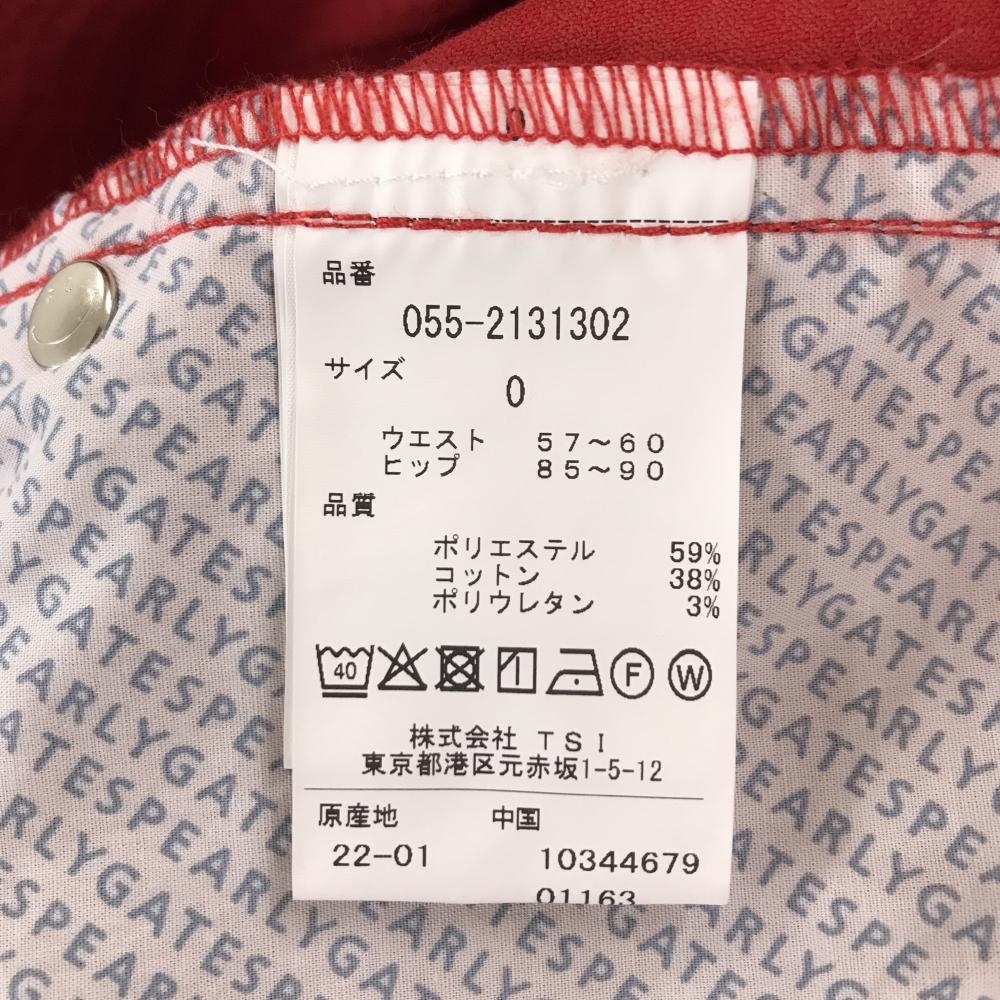 品番
055-2131302
サイズ
0
ウエスト 57～60
ヒップ 85～90
品質
ポリエステル 59%
コットン 38%
ポリウレタン 3%
40 F W
株式会社 TSI
東京都港区元赤坂1-5-12
原産地 中国
22-01 10344679
01163
PEARLYGATES